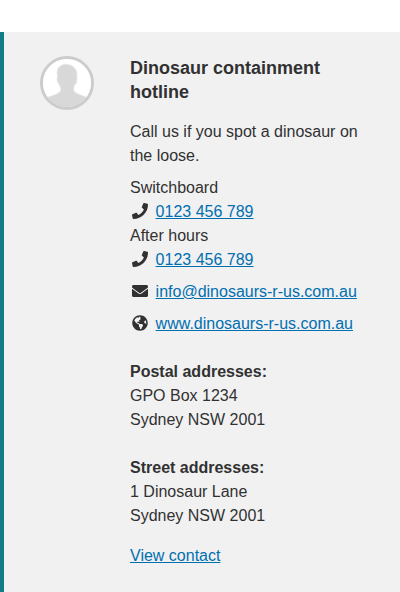 Dinosaur containment
hotline
Call us if you spot a dinosaur on
the loose.
Switchboard
0123 456 789
After hours
0123 456 789
info@dinosaurs-r-us.com.au
www.dinosaurs-r-us.com.au
Postal addresses:
GPO Box 1234
Sydney NSW 2001
Street addresses:
1 Dinosaur Lane
Sydney NSW 2001
View contact